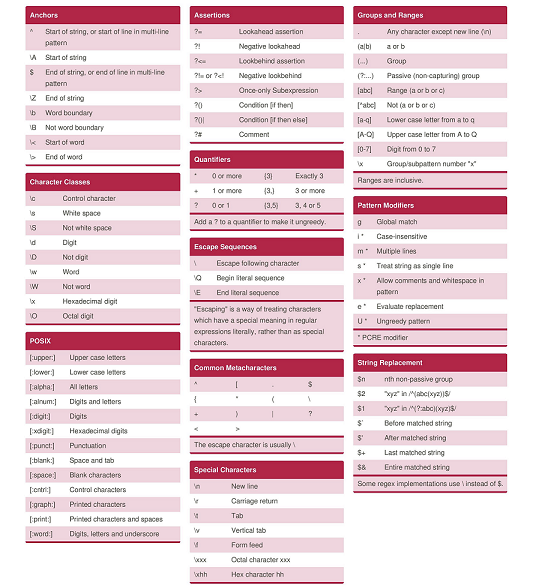 Anchors
^ Start of string, or start of line in multi-line
pattern
\A Start of string
$ End of string, or end of line in multi-line
pattern
\Z End of string
\b Word boundary
\B Not word boundary
\< Start of word
\> End of word
Character Classes
\c Control character
\s White space
\S Not white space
\d Digit
\D Not digit
\w Word
\W Not word
\x Hexadecimal digit
\O Octal digit
POSIX
[:upper:] Upper case letters
[:lower:] Lower case letters
[:alpha:] All letters
[:alnum:] Digits and letters
[:digit:] Digits
[:xdigit:] Hexadecimal digits
[:punct:] Punctuation
[:blank:] Space and tab
[:space:] Blank characters
[:cntrl:] Control characters
[:graph:] Printed characters
[:print:] Printed characters and spaces
[:word:] Digits, letters and underscore
Assertions
?= Lookahead assertion
?! Negative lookahead
?<= Lookbehind assertion
?!= or ?<! Negative lookbehind
?> Once-only Subexpression
?() Condition [if then]
?()| Condition [if then else]
?# Comment
Quantifiers
* 0 or more {3} Exactly 3
+ 1 or more {3,} 3 or more
? 0 or 1 {3,5} 3, 4 or 5
Add a ? to a quantifier to make it ungreedy.
Escape Sequences
\ Escape following character
\Q Begin literal sequence
\E End literal sequence
"Escaping" is a way of treating characters
which have a special meaning in regular
expressions literally, rather than as special
characters.
Common Metacharacters
^ [ . $
{ * ( \
+ ) | ?
< >
The escape character is usually \
Special Characters
\n New line
\r Carriage return
\t Tab
\v Vertical tab
\f Form feed
\xxx Octal character xxx
\xhh Hex character hh
Groups and Ranges
. Any character except new line (\n)
(a|b) a or b
(...) Group
(?:...) Passive (non-capturing) group
[abc] Range (a or b or c)
[^abc] Not (a or b or c)
[a-q] Lower case letter from a to q
[A-Q] Upper case letter from A to Q
[0-7] Digit from 0 to 7
\x Group/subpattern number "x"
Ranges are inclusive.
Pattern Modifiers
g Global match
i * Case-insensitive
m * Multiple lines
s * Treat string as single line
x * Allow comments and whitespace in
pattern
e * Evaluate replacement
U * Ungreedy pattern
* PCRE modifier
String Replacement
$n nth non-passive group
$2 "xyz" in /^(abc(xyz))$/
$1 "xyz" in /^(?:abc)(xyz)$/
$` Before matched string
$' After matched string
$+ Last matched string
$& Entire matched string
Some regex implementations use \ instead of $.